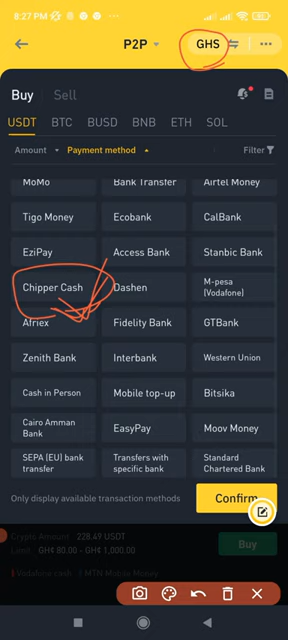 8:27 PM
27
P2P
GHS
Buy
Sell
USDT
BTC
BUSD
BNB
ETH
SOL
Amount
Payment method
Filter
MoMo
Bank Transfer
Airtel Money
Tigo Money
Ecobank
CalBank
EziPay
Access Bank
Stanbic Bank
Chipper Cash
Dashen
M-pesa
(Vodafone)
Afriex
Fidelity Bank
GTBank
Zenith Bank
Interbank
Western Union
Cash in Person
Mobile top-up
Bitsika
Cairo Amman
Bank
EasyPay
Moov Money
SEPA (EU) bank
transfer
Transfers with
specific bank
Standard
Chartered Bank
Only display available transaction methods
Confirm
Crypto Amount 228.49 USDT
Limit GH¢ 80.00 - GH¢ 1,000.00
Buy
Vodafone cash
MTN Mobile Money